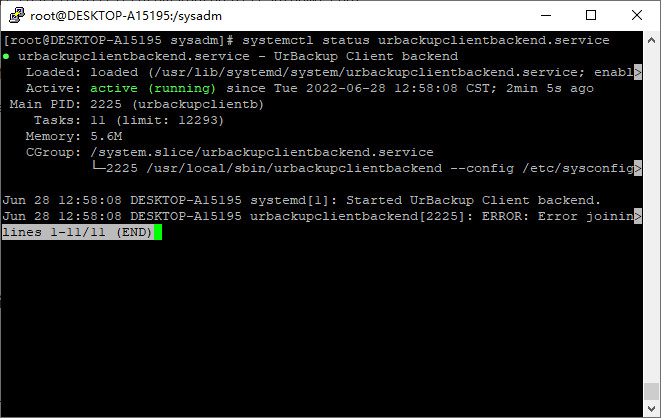 root@DESKTOP-A15195:/sysadm
[root@DESKTOP-A15195 sysadm]# systemctl status urbackupclientbackend.service
● urbackupclientbackend.service - UrBackup Client backend
   Loaded: loaded (/usr/lib/systemd/system/urbackupclientbackend.service; enabl>
   Active: active (running) since Tue 2022-06-28 12:58:08 CST; 2min 5s ago
 Main PID: 2225 (urbackupclientb)
    Tasks: 11 (limit: 12293)
   Memory: 5.6M
   CGroup: /system.slice/urbackupclientbackend.service
           └─2225 /usr/local/sbin/urbackupclientbackend --config /etc/sysconfig>
Jun 28 12:58:08 DESKTOP-A15195 systemd[1]: Started UrBackup Client backend.
Jun 28 12:58:08 DESKTOP-A15195 urbackupclientbackend[2225]: ERROR: Error joinin>
lines 1-11/11 (END)